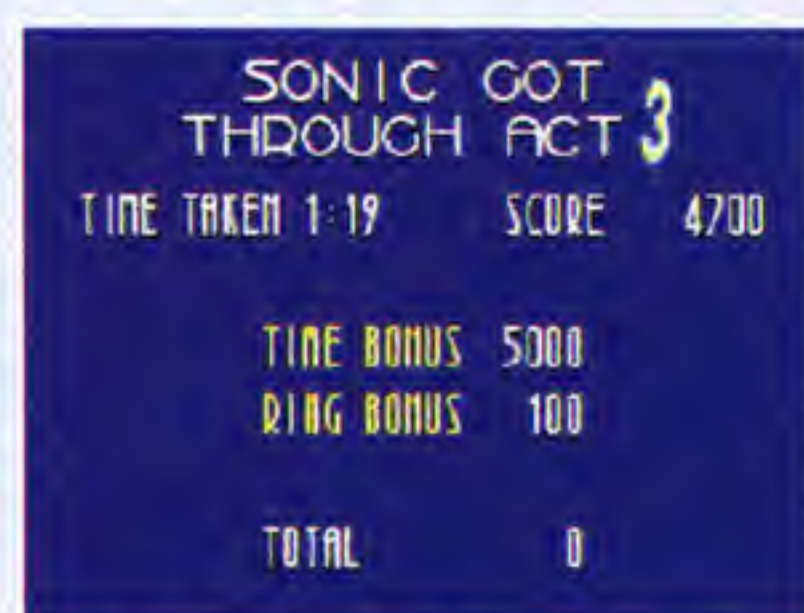 SONIC GOT
THROUGH ACT 3
TIME TAKEN 1:19 SCORE 4700
TIME BONUS 5000
RING BONUS 100
TOTAL 0